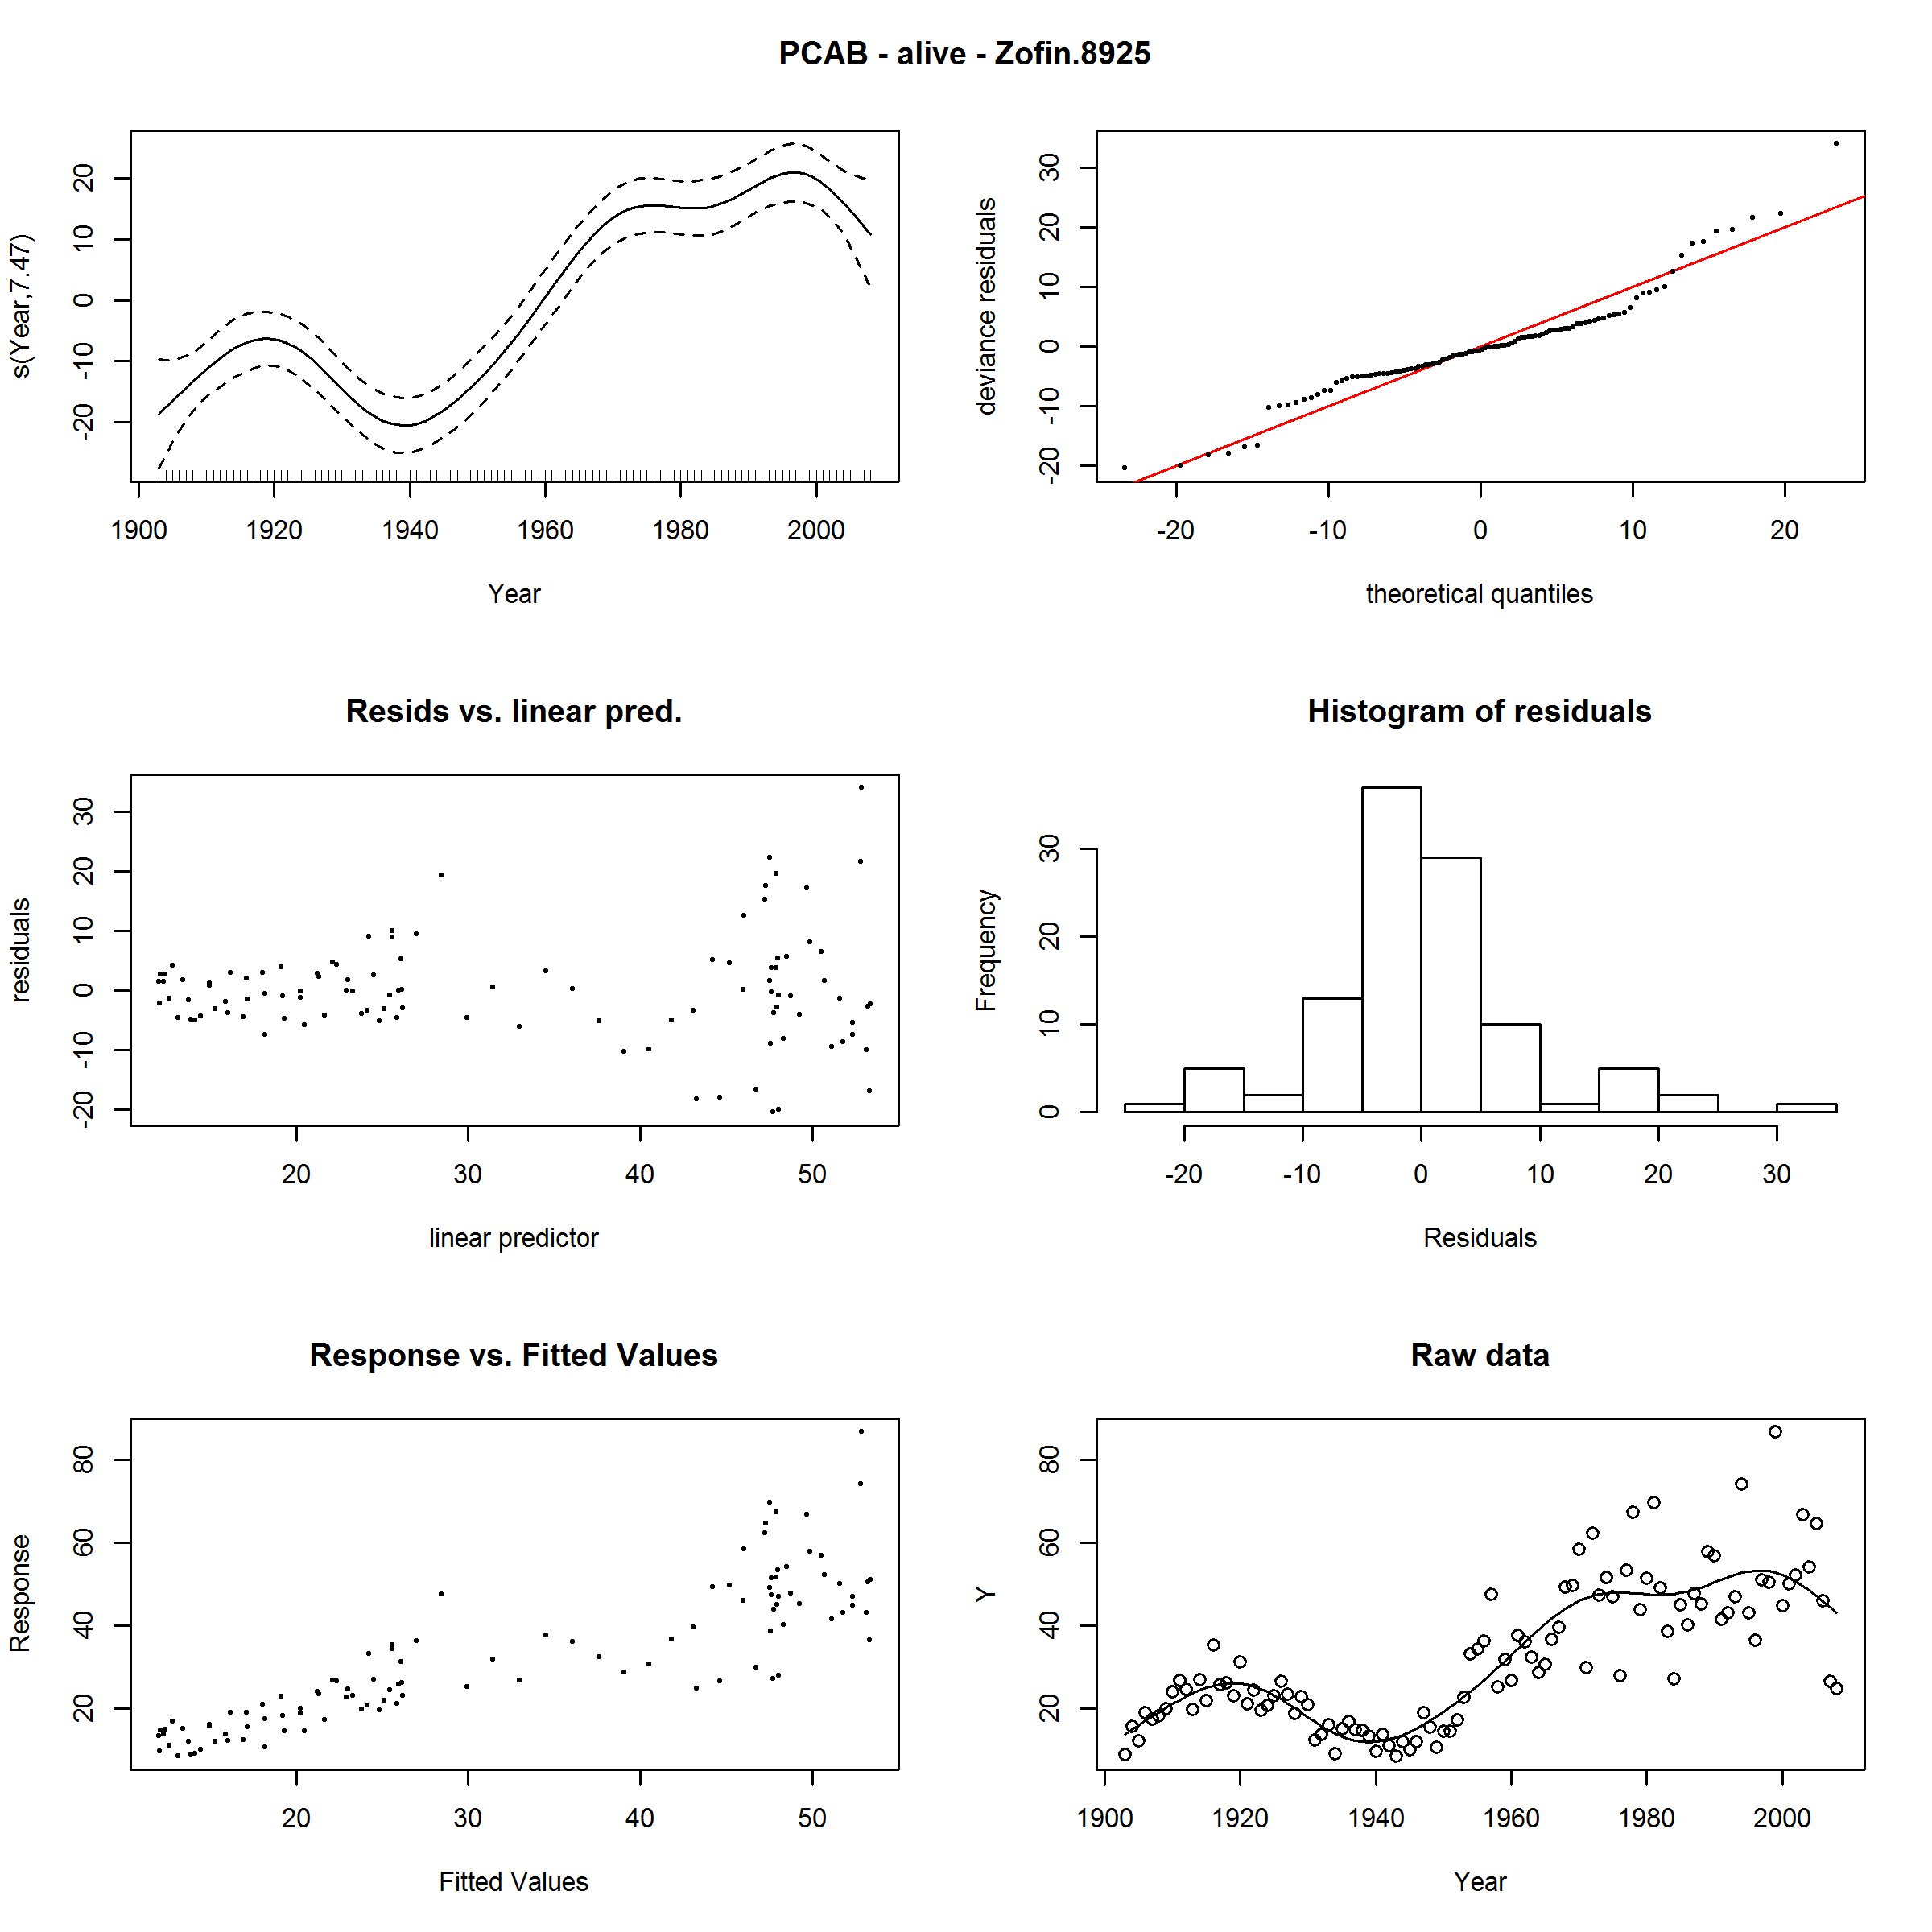 PCAB - alive - Zofin.8925
s(Year,7.47)
20
10
0
-10
-20
1900 1920 1940 1960 1980 2000
Year
deviance residuals
30
20
10
0
-10
-20
-20 -10 0 10 20
theoretical quantiles
Resids vs. linear pred.
residuals
30
20
10
0
-10
-20
20 30 40 50
linear predictor
Histogram of residuals
Frequency
30
20
10
0
-20 -10 0 10 20 30
Residuals
Response vs. Fitted Values
Response
80
60
40
20
20 30 40 50
Fitted Values
Raw data
Y
80
60
40
20
1900 1920 1940 1960 1980 2000
Year